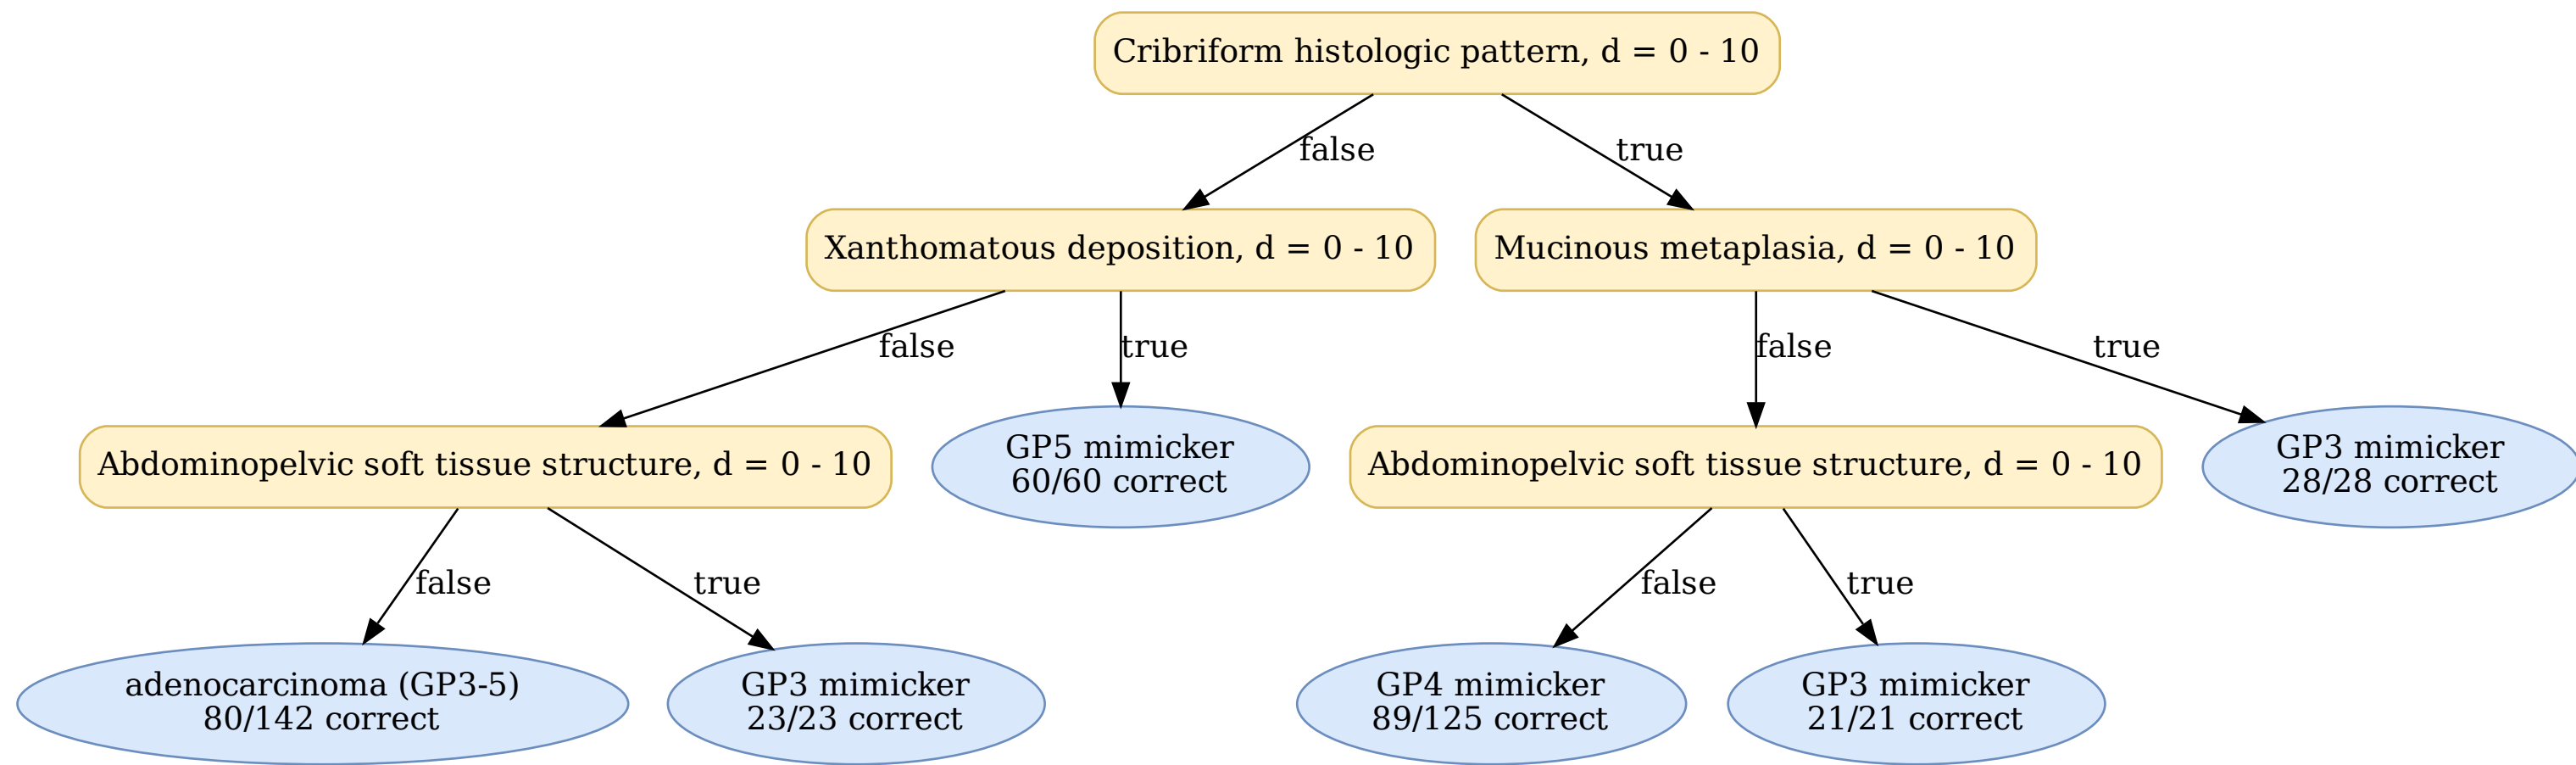 Cribriform histologic pattern, d = 0 - 10
false
true
Xanthomatous deposition, d = 0 - 10
Mucinous metaplasia, d = 0 - 10
false
true
false
true
Abdominopelvic soft tissue structure, d = 0 - 10
GP5 mimicker
60/60 correct
Abdominopelvic soft tissue structure, d = 0 - 10
GP3 mimicker
28/28 correct
false
true
false
true
adenocarcinoma (GP3-5)
80/142 correct
GP3 mimicker
23/23 correct
GP4 mimicker
89/125 correct
GP3 mimicker
21/21 correct